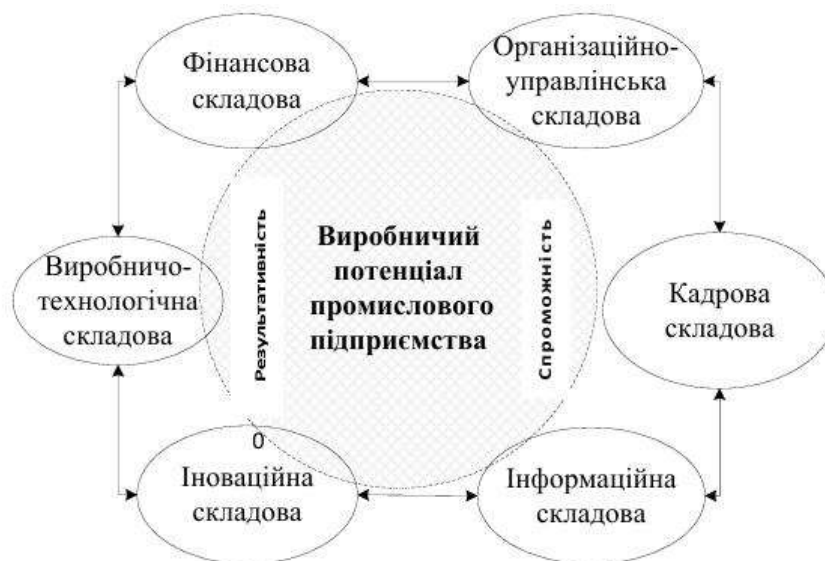 Фінансова
складова
Організаційно-
управлінська
складова
Виробничо-
технологічна
складова
Результативність
Виробничий
потенціал
промислового
підприємства
Спроможність
Кадрова
складова
0
Іноваційна
складова
Інформаційна
складова